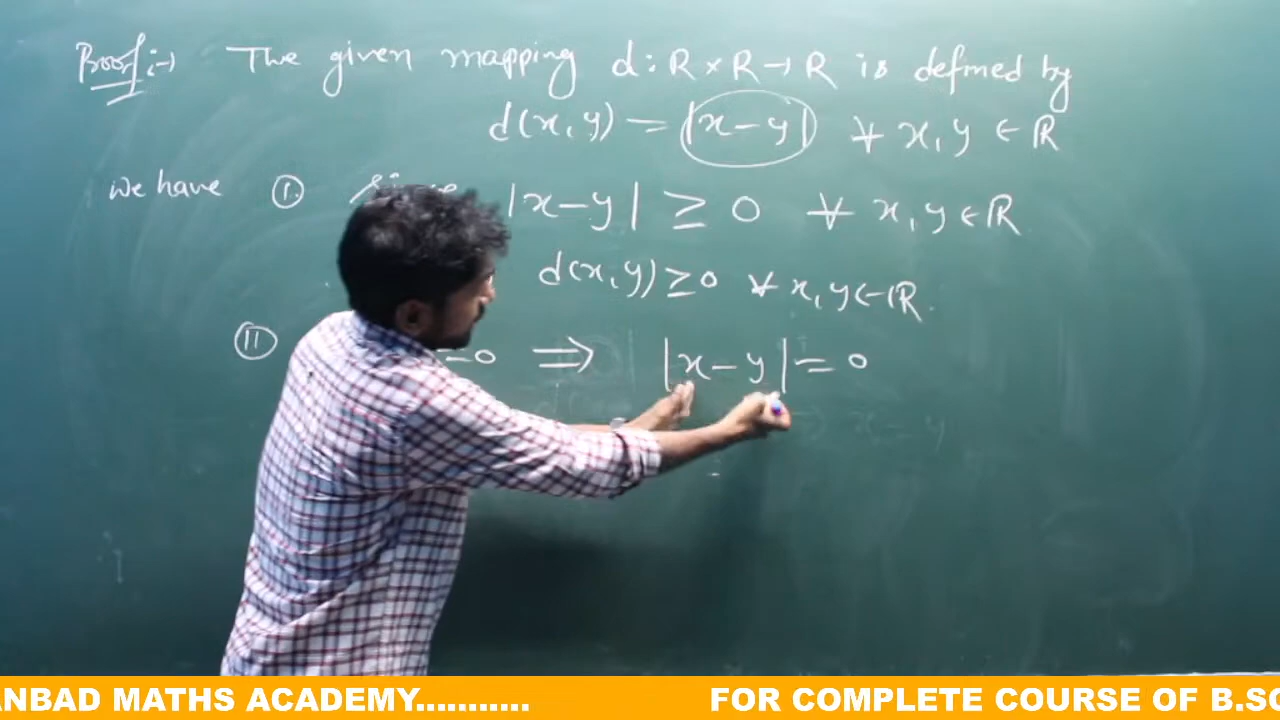 Proof :→ The given mapping d : R × R → R is defined by
d(x, y) = |x – y| ∀ x, y ∈ ℝ
we have Ⓘ. |x – y| ≥ 0 ∀ x, y ∈ ℝ
d(x, y) ≥ 0 ∀ x, y ∈ ℝ.
Ⓘⓘ =0 ⇒ |x – y| = 0
ANBAD MATHS ACADEMY........... FOR COMPLETE COURSE OF B.SC